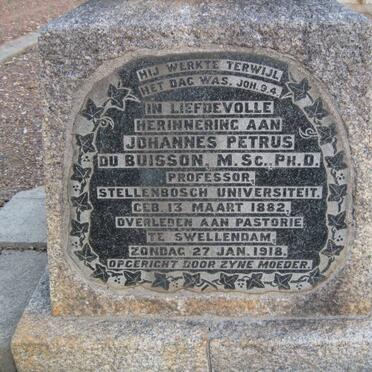 HIJ WERKTE TERWIJL
HET DAG WAS. JOH. 9.4.
IN LIEFDEVOLLE
HERINNERING AAN
JOHANNES PETRUS
DU BUISSON, M.Sc., PH.D.
PROFESSOR,
STELLENBOSCH UNIVERSITEIT.
GEB. 13 MAART 1882,
OVERLEDEN AAN PASTORIE
TE SWELLENDAM,
ZONDAG 27 JAN. 1918.
OPGERICHT DOOR ZYNE MOEDER.